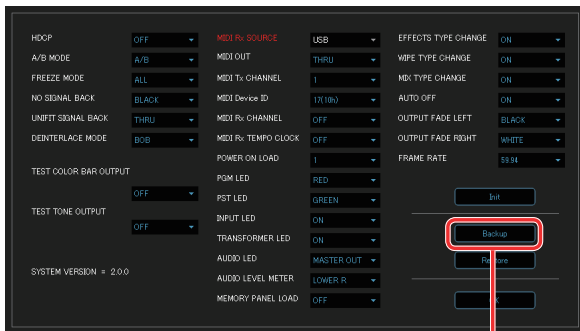 HDCP OFF
A/B MODE A/B
FREEZE MODE ALL
NO SIGNAL BACK BLACK
UNIFIT SIGNAL BACK THRU
DEINTERLACE MODE BOB
TEST COLOR BAR OUTPUT
OFF
TEST TONE OUTPUT
OFF
SYSTEM VERSION = 2.0.0
MIDI Rx SOURCE USB
MIDI OUT THRU
MIDI Tx CHANNEL 1
MIDI Device ID 17(10h)
MIDI Rx CHANNEL OFF
MIDI Rx TEMPO CLOCK OFF
POWER ON LOAD 1
PGM LED RED
PST LED GREEN
INPUT LED ON
TRANSFORMER LED ON
AUDIO LED MASTER OUT
AUDIO LEVEL METER LOWER R
MEMORY PANEL LOAD OFF
EFFECTS TYPE CHANGE ON
WIPE TYPE CHANGE ON
MIX TYPE CHANGE ON
AUTO OFF ON
OUTPUT FADE LEFT BLACK
OUTPUT FADE RIGHT WHITE
FRAME RATE 59.94
Init
Backup
Restore
OK